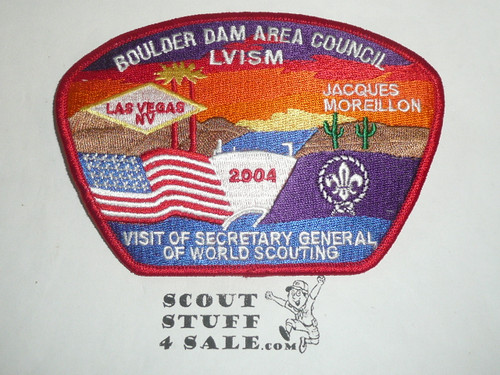 BOULDER DAM AREA COUNCIL
LVISM
LAS VEGAS
NV
JACQUES
MOREILLON
2004
VISIT OF SECRETARY GENERAL
OF WORLD SCOUTING
SCOUT
STUFF
4 SALE.com